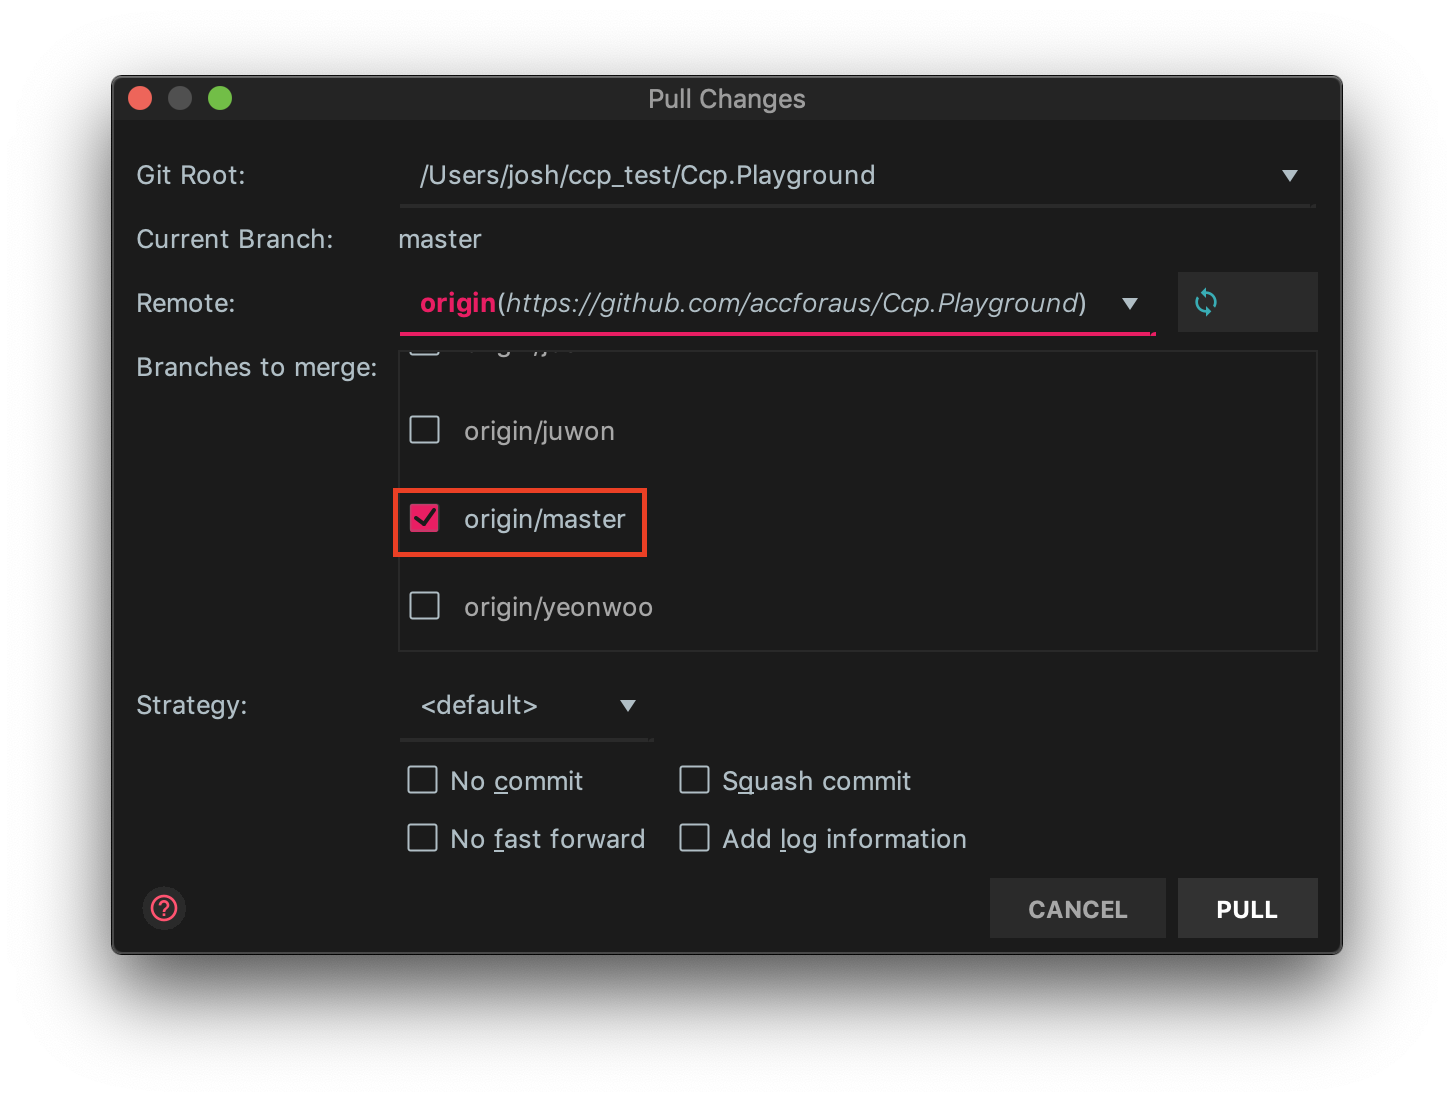 Pull Changes
Git Root: /Users/josh/ccp_test/Ccp.Playground
Current Branch: master
Remote: origin(https://github.com/accforaus/Ccp.Playground)
Branches to merge:
origin/juwon
origin/master
origin/yeonwoo
Strategy: <default>
No commit Squash commit
No fast forward Add log information
CANCEL PULL